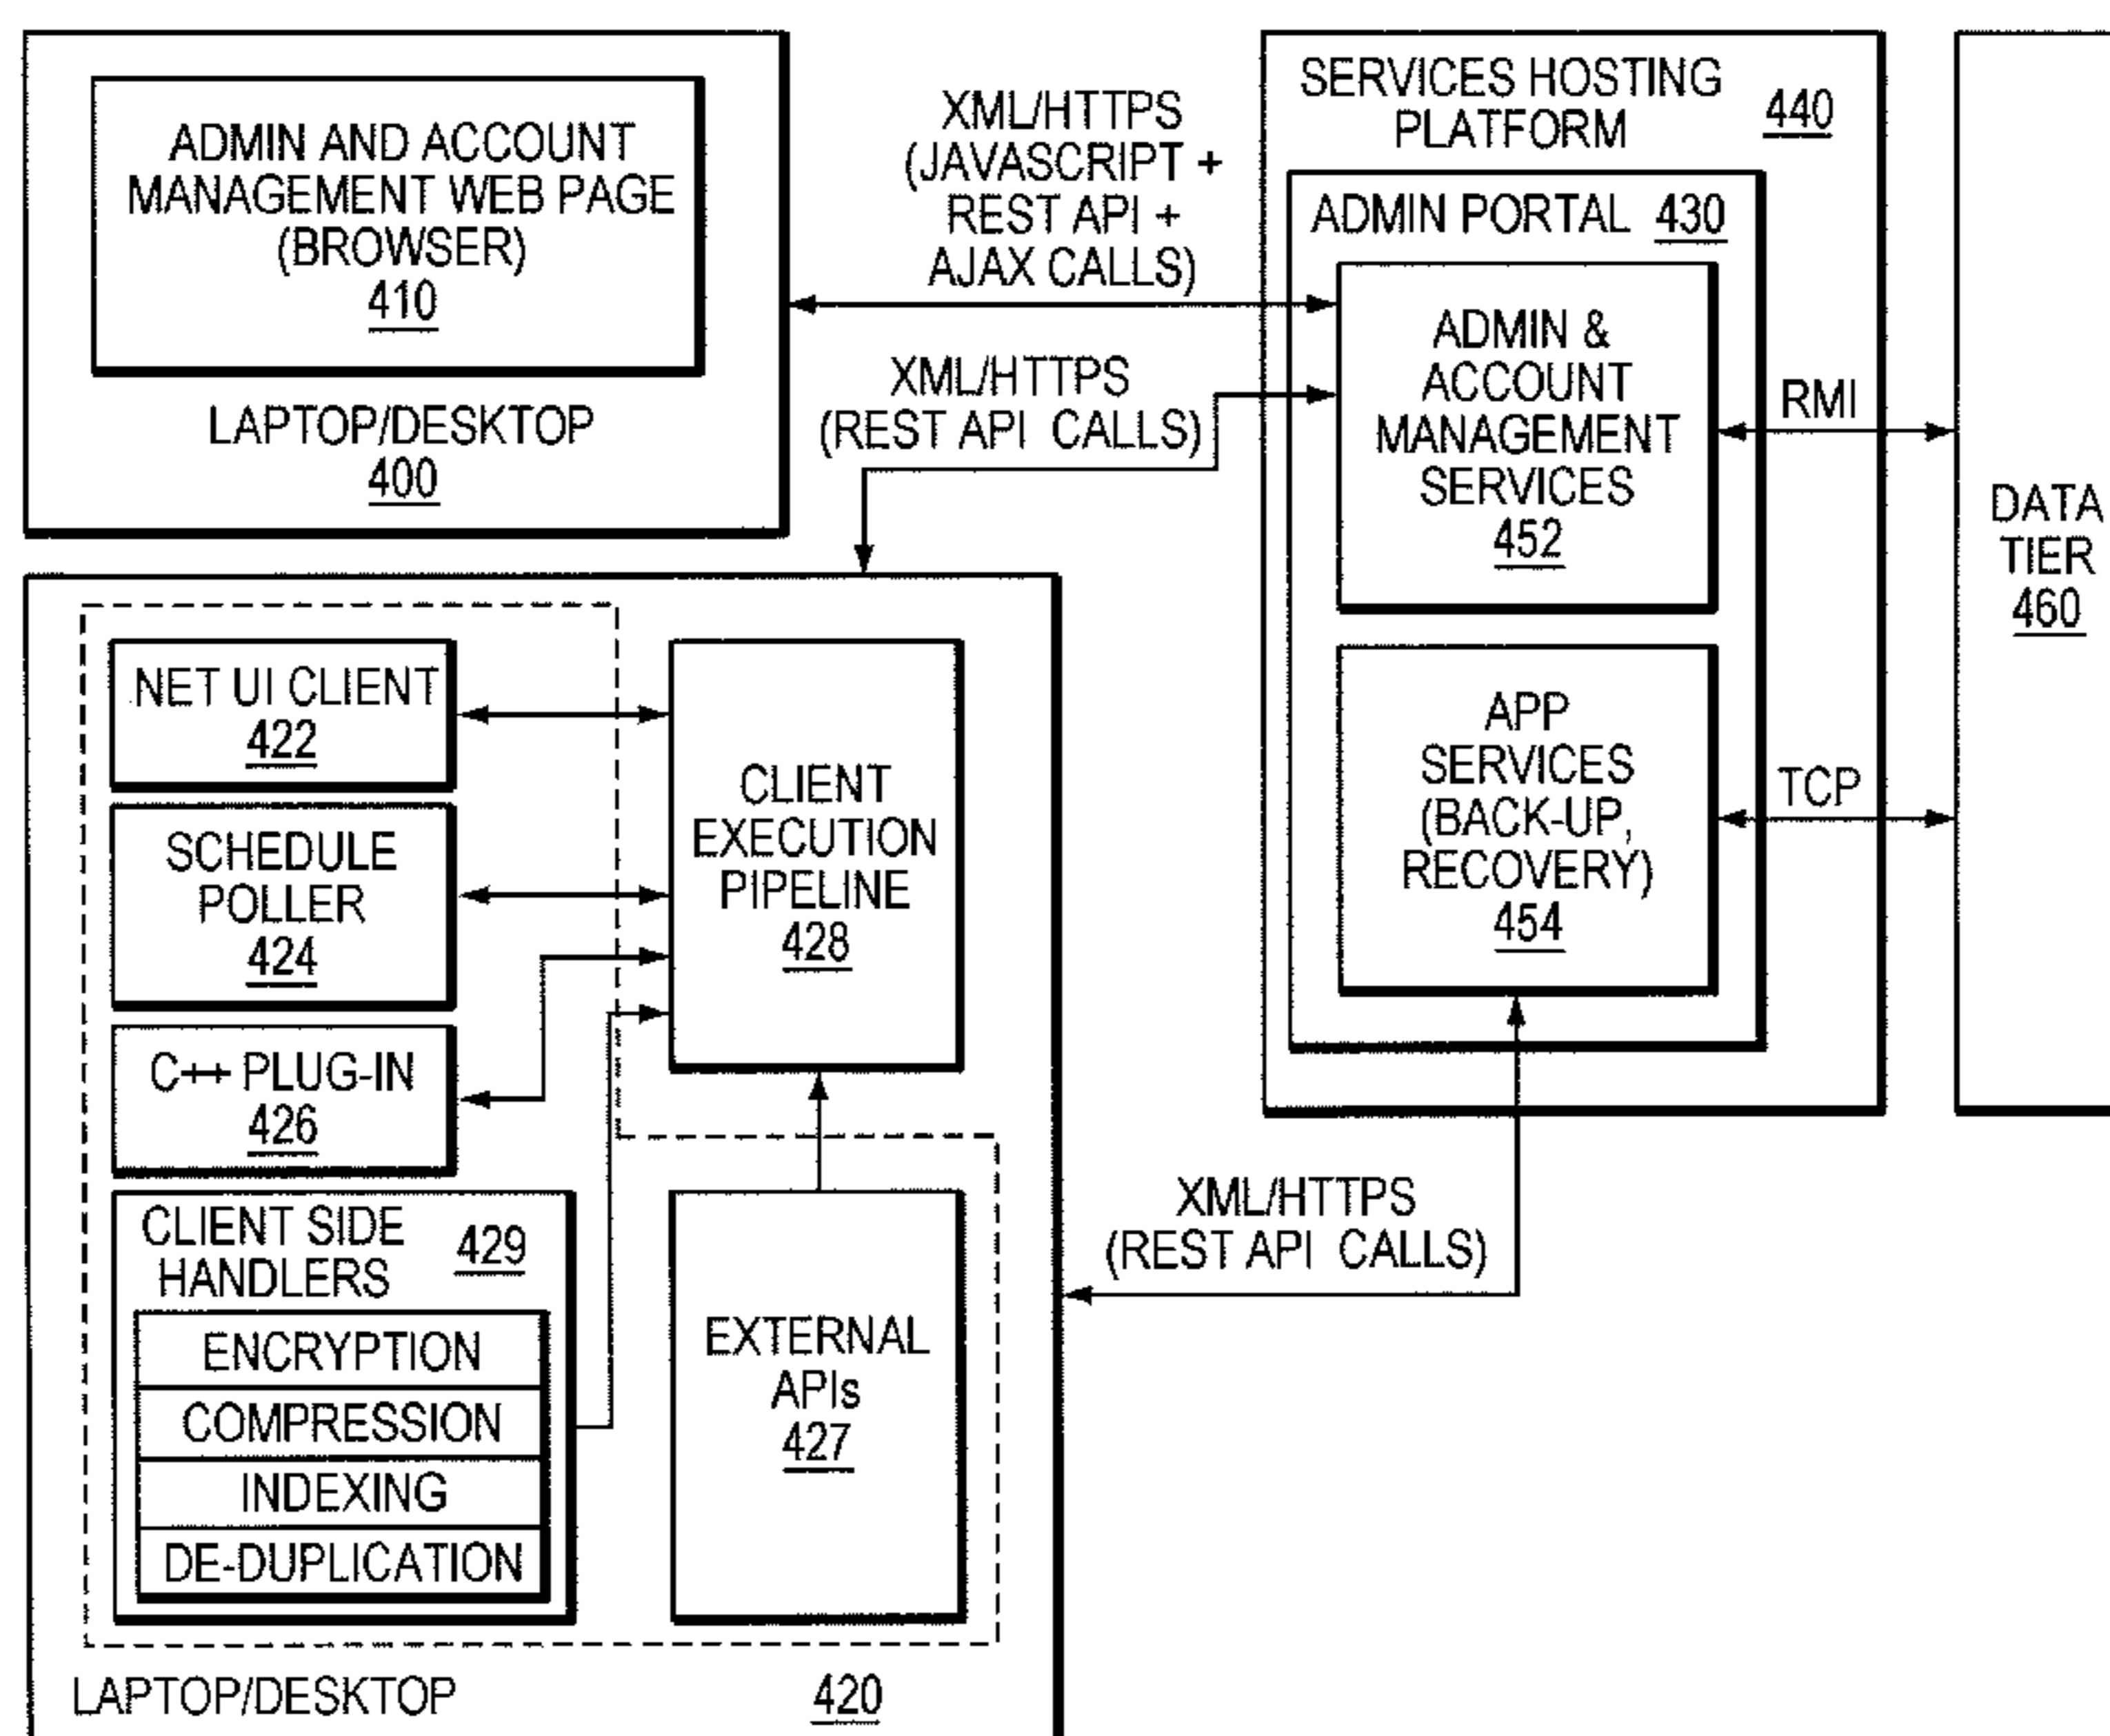 ADMIN AND ACCOUNT
MANAGEMENT WEB PAGE
(BROWSER)
410
LAPTOP/DESKTOP
400
XML/HTTPS
(JAVASCRIPT +
REST API +
AJAX CALLS)
XML/HTTPS
(REST API CALLS)
SERVICES HOSTING
PLATFORM
440
ADMIN PORTAL 430
ADMIN &
ACCOUNT
MANAGEMENT
SERVICES
452
RMI
APP
SERVICES
(BACK-UP,
RECOVERY)
454
TCP
DATA
TIER
460
.NET UI CLIENT
422
SCHEDULE
POLLER
424
C++ PLUG-IN
426
CLIENT
EXECUTION
PIPELINE
428
CLIENT SIDE
HANDLERS
429
ENCRYPTION
COMPRESSION
INDEXING
DE-DUPLICATION
EXTERNAL
APIs
427
XML/HTTPS
(REST API CALLS)
LAPTOP/DESKTOP
420